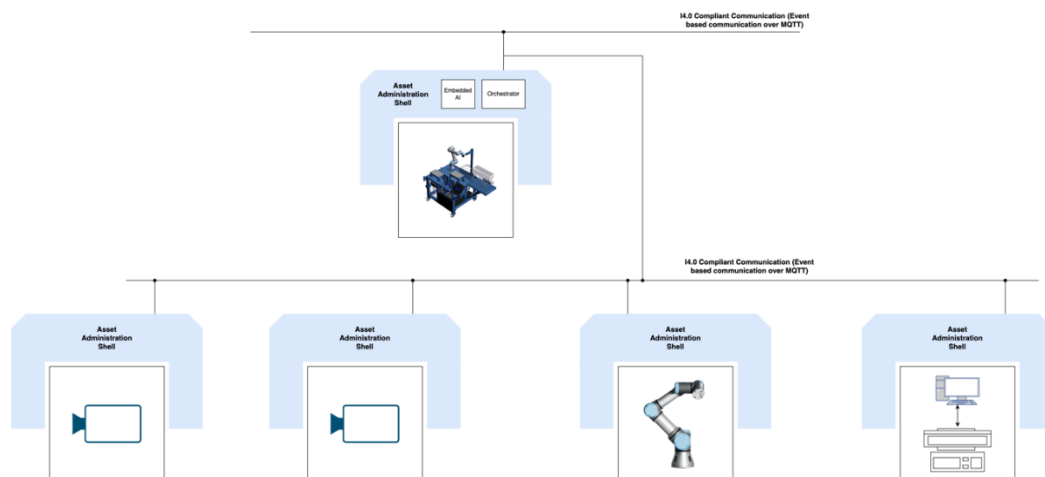 I4.0 Compliant Communication (Event
based communication over MQTT)
Asset
Administration
Shell
Embedded
AI
Orchestrator
I4.0 Compliant Communication (Event
based communication over MQTT)
Asset
Administration
Shell
Asset
Administration
Shell
Asset
Administration
Shell
Asset
Administration
Shell